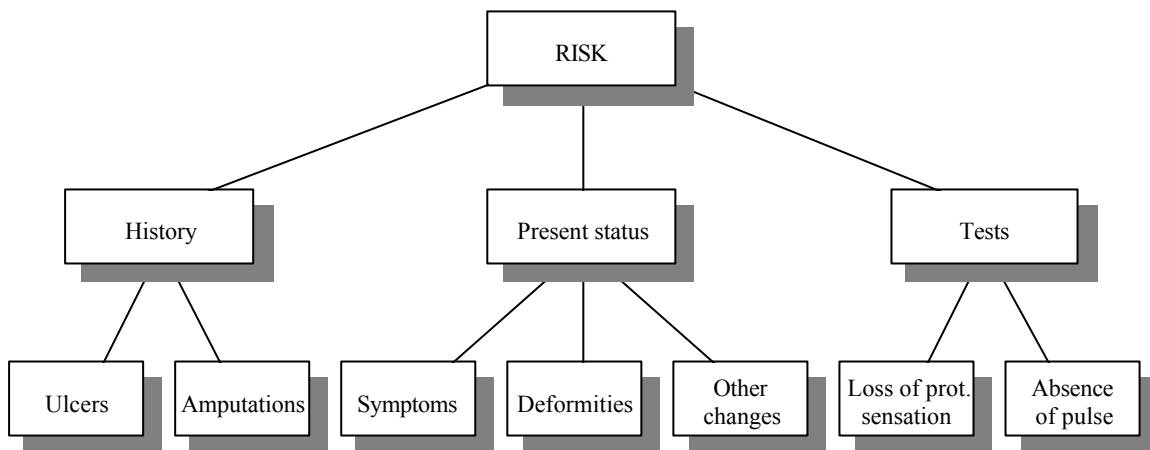 RISK
History
Present status
Tests
Ulcers
Amputations
Symptoms
Deformities
Other
changes
Loss of prot.
sensation
Absence
of pulse